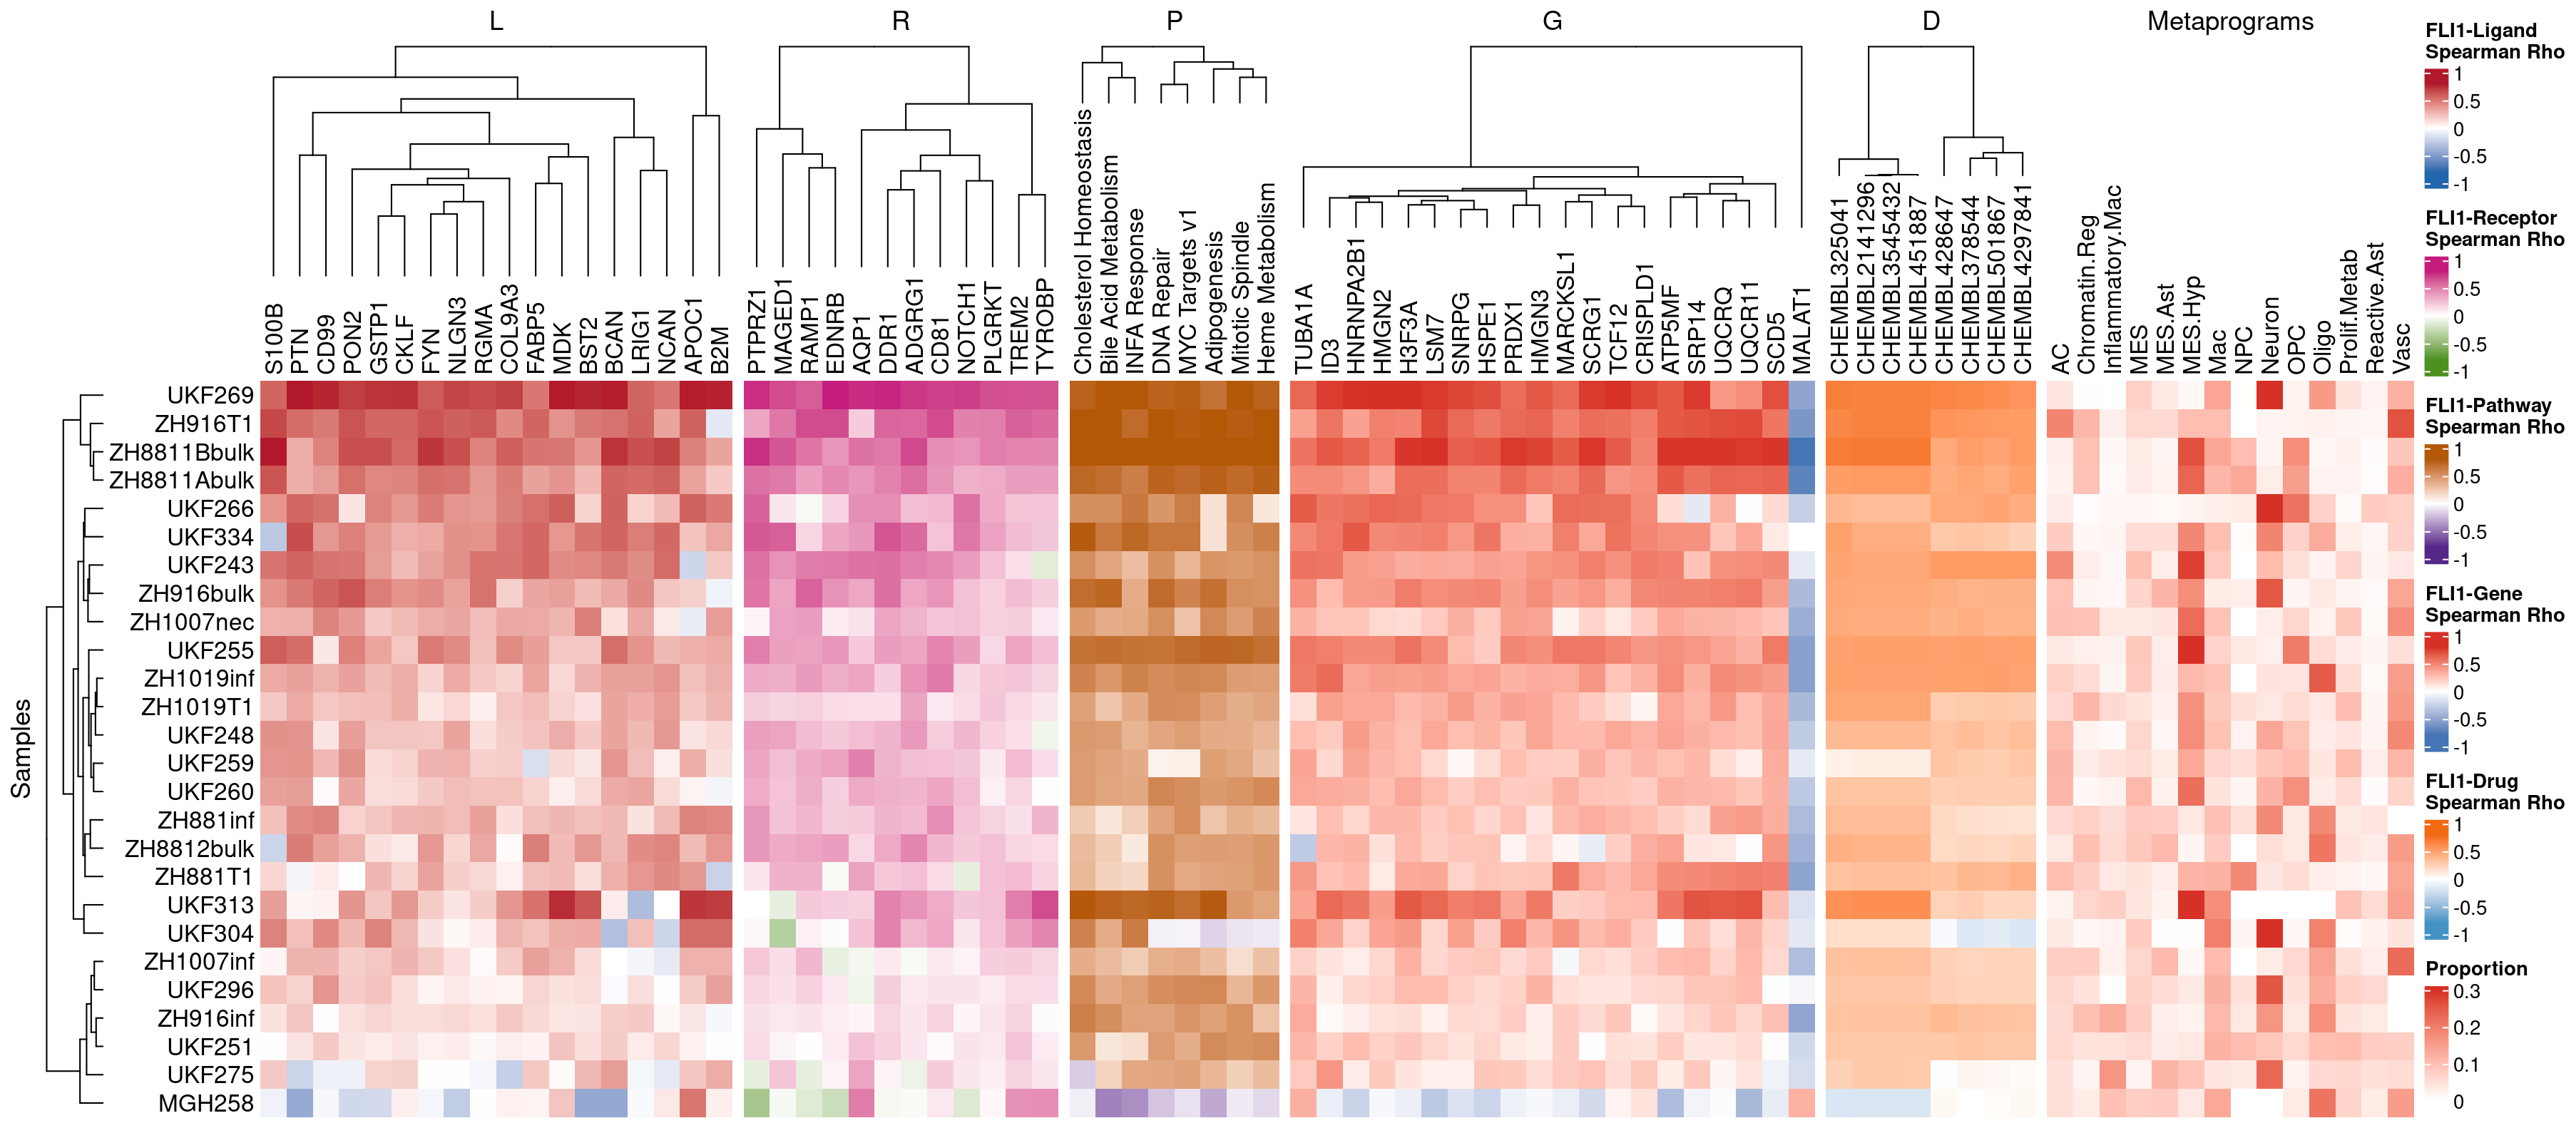 L
R
P
G
D
Metaprograms
S100B
PTN
CD99
PON2
GSTP1
CKLF
FYN
NLGN3
RGMA
COL9A3
FABP5
MDK
BST2
BCAN
LRIG1
NCAN
APOC1
B2M
PTPRZ1
MAGED1
RAMP1
EDNRB
AQP1
DDR1
ADGRG1
CD81
NOTCH1
PLGRKT
TREM2
TYROBP
Cholesterol Homeostasis
Bile Acid Metabolism
INFA Response
DNA Repair
MYC Targets v1
Adipogenesis
Mitotic Spindle
Heme Metabolism
TUBA1A
ID3
HNRNPA2B1
HMGN2
H3F3A
LSM7
SNRPG
HSPE1
PRDX1
HMGN3
MARCKSL1
SCRG1
TCF12
CRISPLD1
ATP5MF
SRP14
UQCRQ
UQCR11
SCD5
MALAT1
CHEMBL325041
CHEMBL2141296
CHEMBL3545432
CHEMBL451887
CHEMBL428647
CHEMBL378544
CHEMBL501867
CHEMBL4297841
AC
Chromatin.Reg
Inflammatory.Mac
MES
MES.Ast
MES.Hyp
Mac
NPC
Neuron
OPC
Oligo
Prolif.Metab
Reactive.Ast
Vasc
Samples
UKF269
ZH916T1
ZH8811Bbulk
ZH8811Abulk
UKF266
UKF334
UKF243
ZH916bulk
ZH1007nec
UKF255
ZH1019inf
ZH1019T1
UKF248
UKF259
UKF260
ZH881inf
ZH8812bulk
ZH881T1
UKF313
UKF304
ZH1007inf
UKF296
ZH916inf
UKF251
UKF275
MGH258
FLI1-Ligand
Spearman Rho
1
0.5
0
-0.5
-1
FLI1-Receptor
Spearman Rho
1
0.5
0
-0.5
-1
FLI1-Pathway
Spearman Rho
1
0.5
0
-0.5
-1
FLI1-Gene
Spearman Rho
1
0.5
0
-0.5
-1
FLI1-Drug
Spearman Rho
1
0.5
0
-0.5
-1
Proportion
0.3
0.2
0.1
0